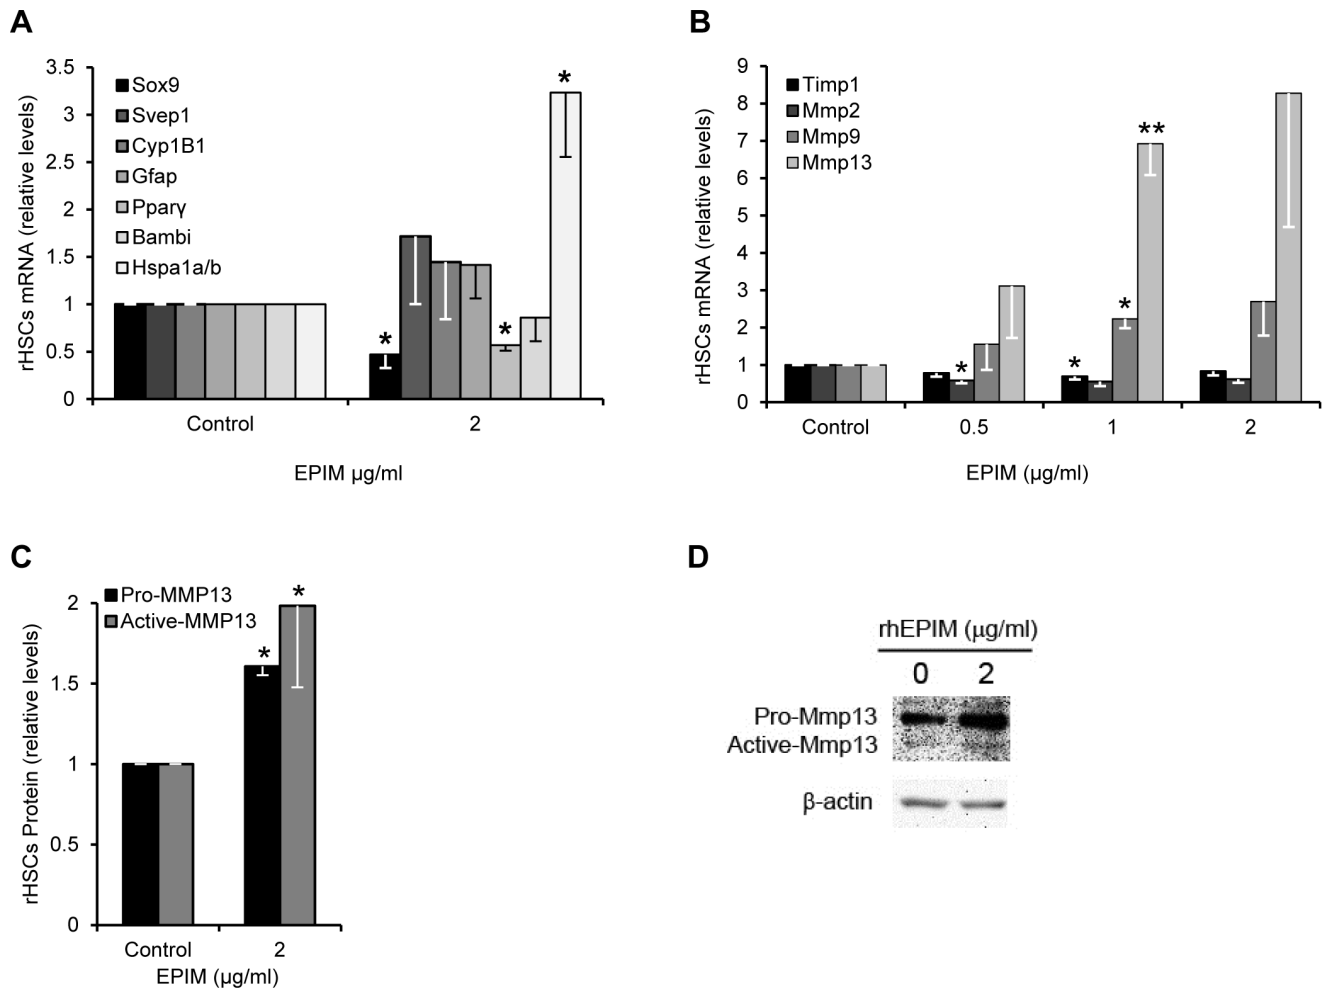 A
rHSCs mRNA (relative levels)
3.5
3
2.5
2
1.5
1
0.5
0
Sox9
Svep1
Cyp1B1
Gfap
Pparγ
Bambi
Hspa1a/b
*
*
*
Control
2
EPIM µg/ml
B
rHSCs mRNA (relative levels)
9
8
7
6
5
4
3
2
1
0
Timp1
Mmp2
Mmp9
Mmp13
*
*
*
**
Control
0.5
1
2
EPIM (µg/ml)
C
rHSCs Protein (relative levels)
2
1.5
1
0.5
0
Pro-MMP13
Active-MMP13
*
*
Control
2
EPIM (µg/ml)
D
rhEPIM (µg/ml)
0 2
Pro-Mmp13
Active-Mmp13
β-actin